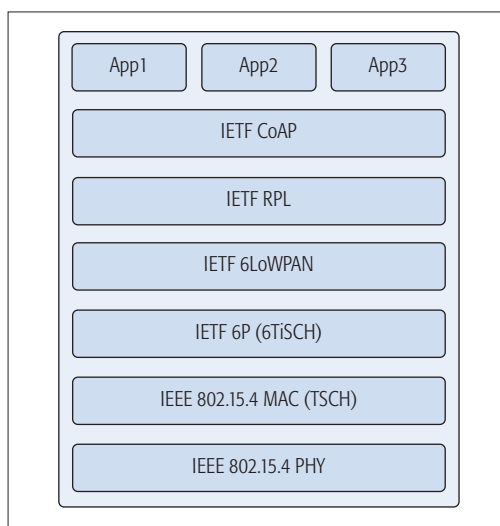 App1 App2 App3
IETF CoAP
IETF RPL
IETF 6LoWPAN
IETF 6P (6TiSCH)
IEEE 802.15.4 MAC (TSCH)
IEEE 802.15.4 PHY